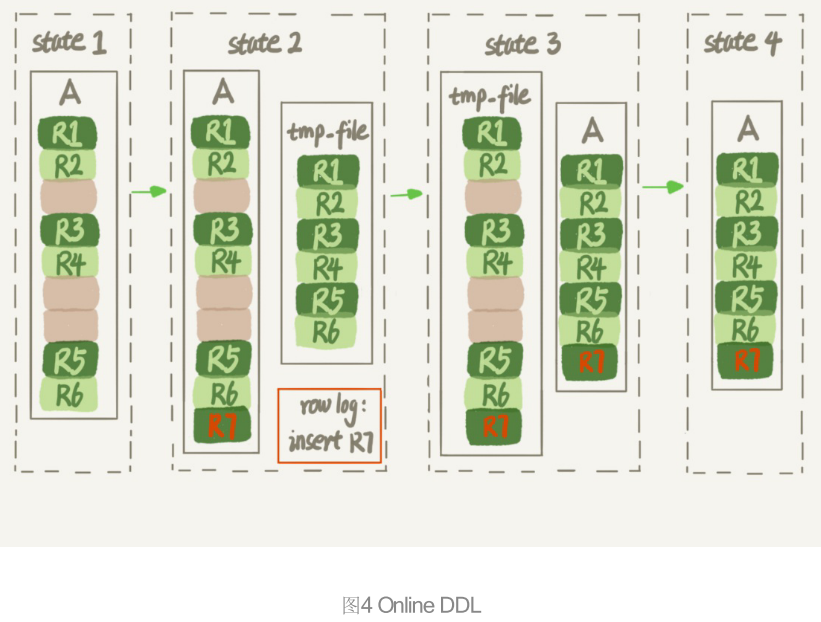 state 1
A
R1
R2
R3
R4
R5
R6
state 2
A
R1
R2
R3
R4
R5
R6
R7
tmp-file
R1
R2
R3
R4
R5
R6
row log:
insert R7
state 3
tmp-file
R1
R2
R3
R4
R5
R6
R7
A
R1
R2
R3
R4
R5
R6
R7
state 4
A
R1
R2
R3
R4
R5
R6
R7
图4 Online DDL